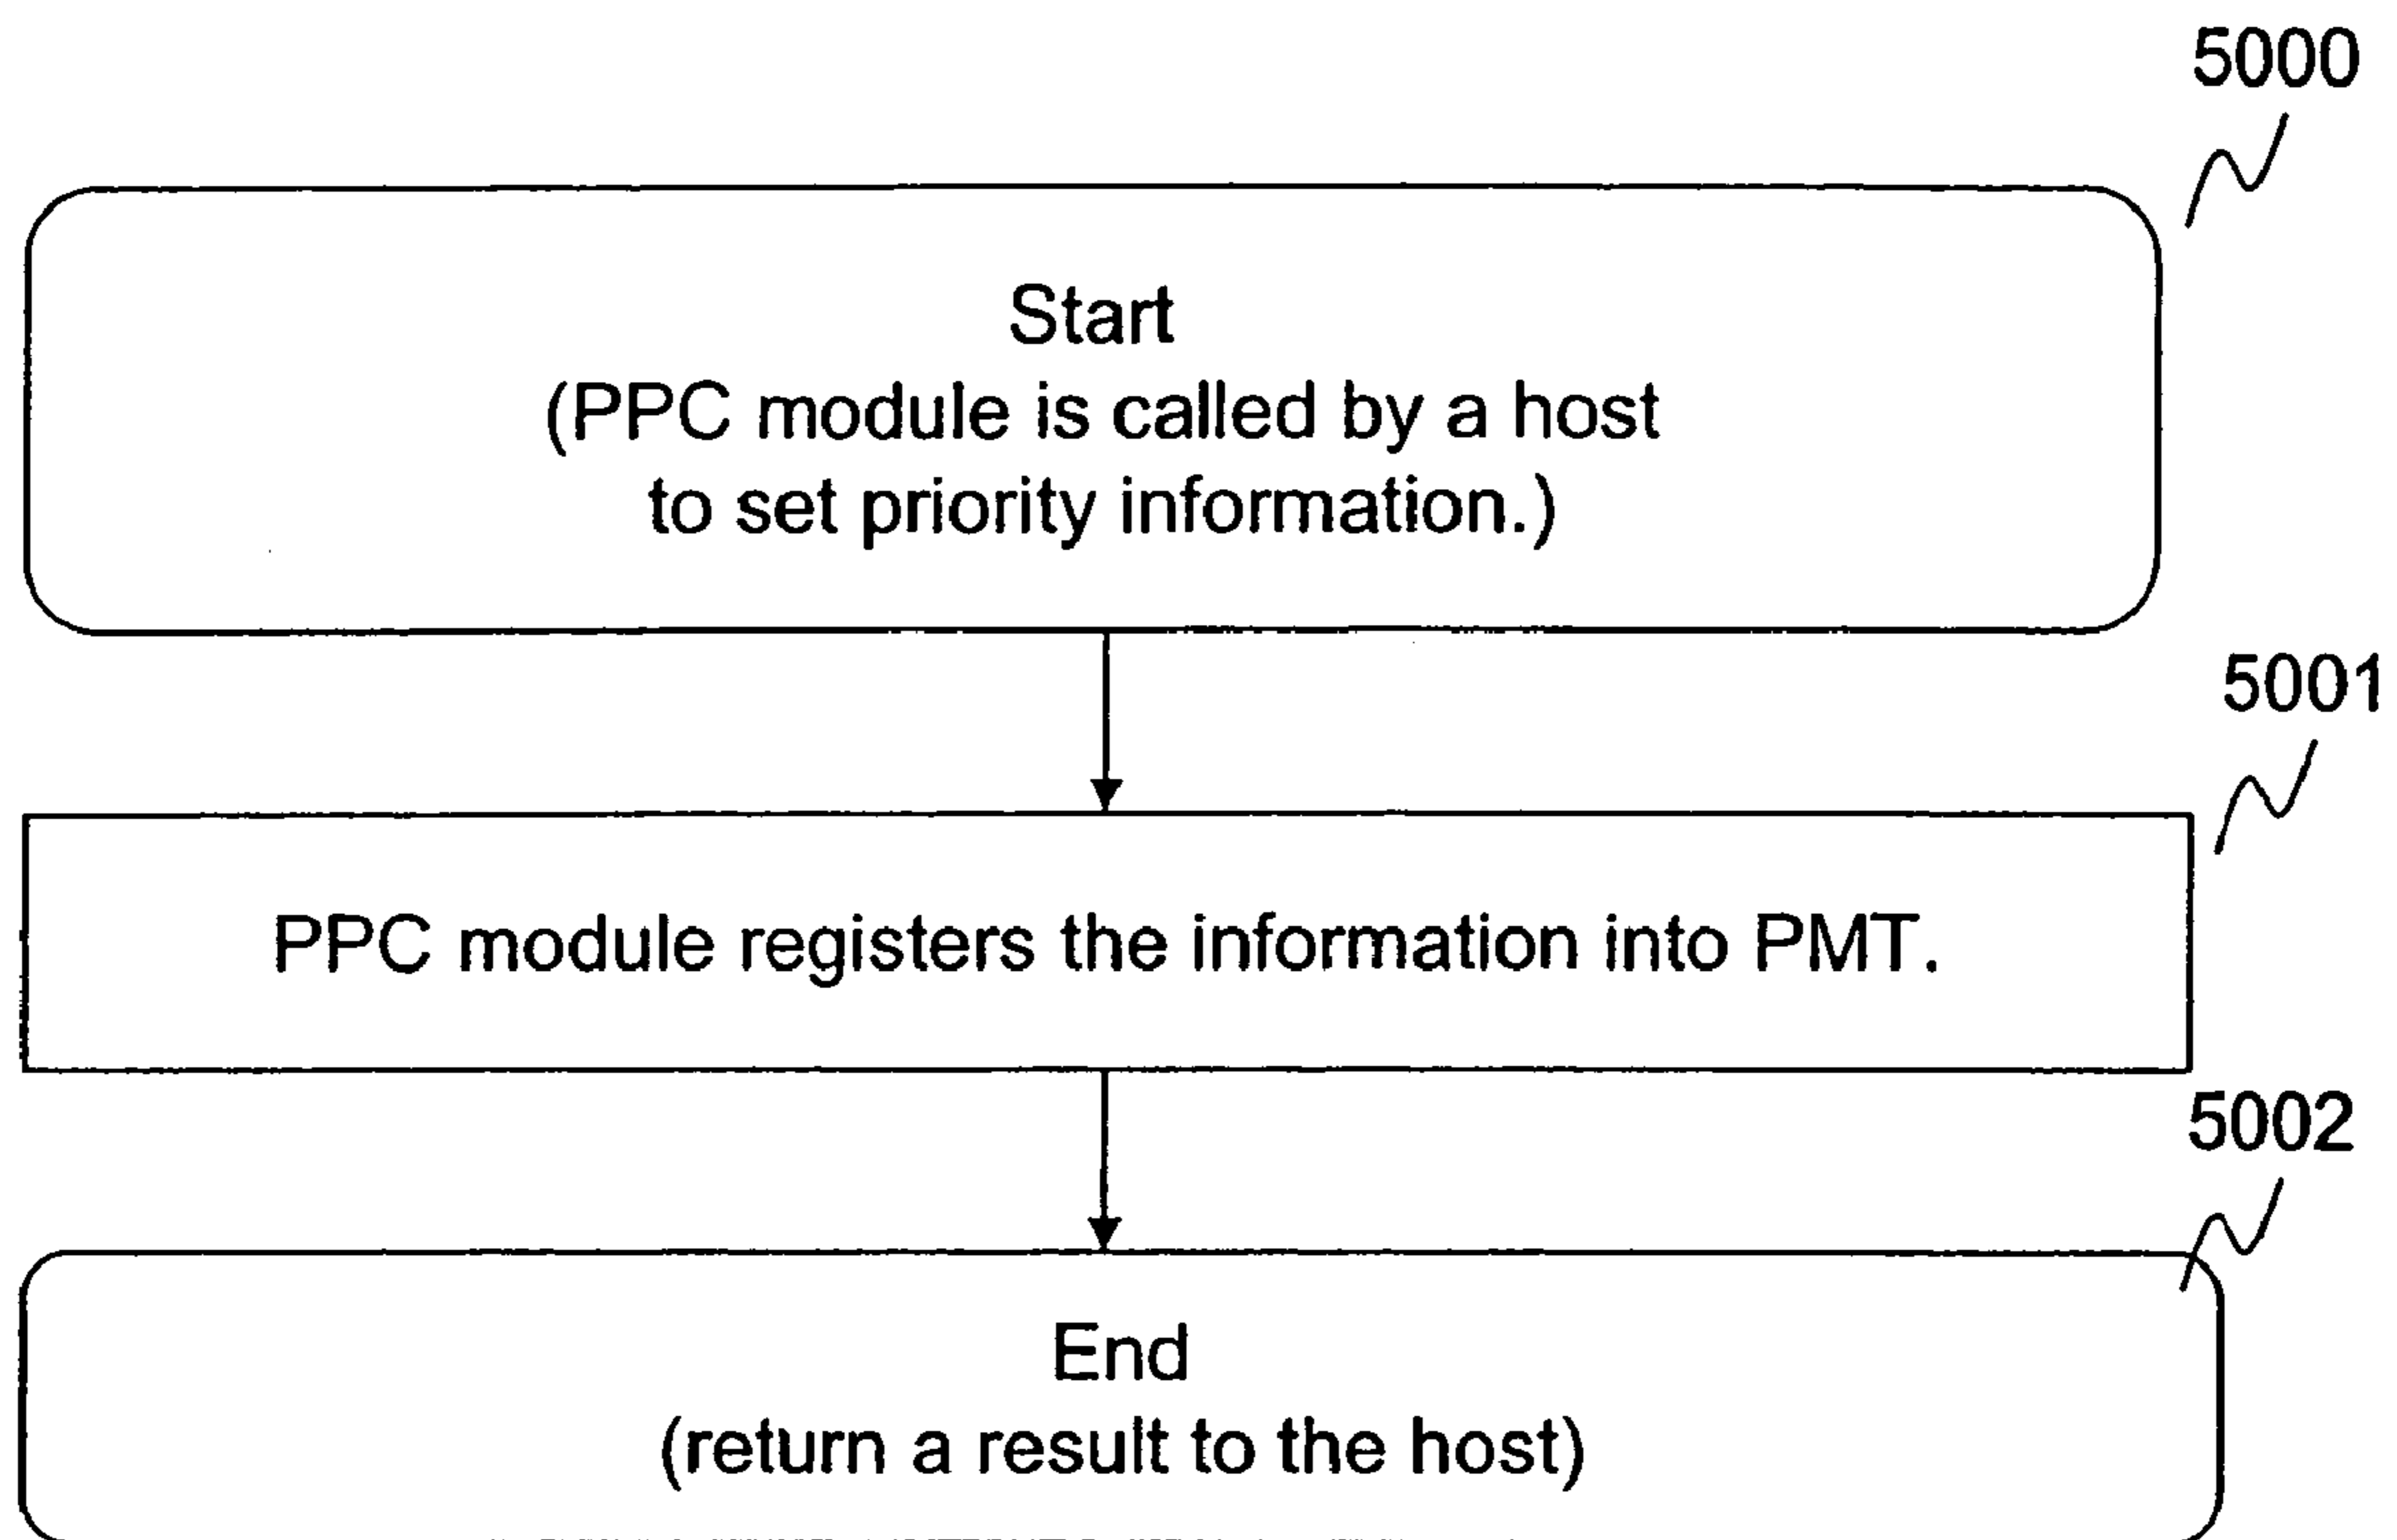 5000
Start
(PPC module is called by a host
to set priority information.)
5001
PPC module registers the information into PMT.
5002
End
(return a result to the host)